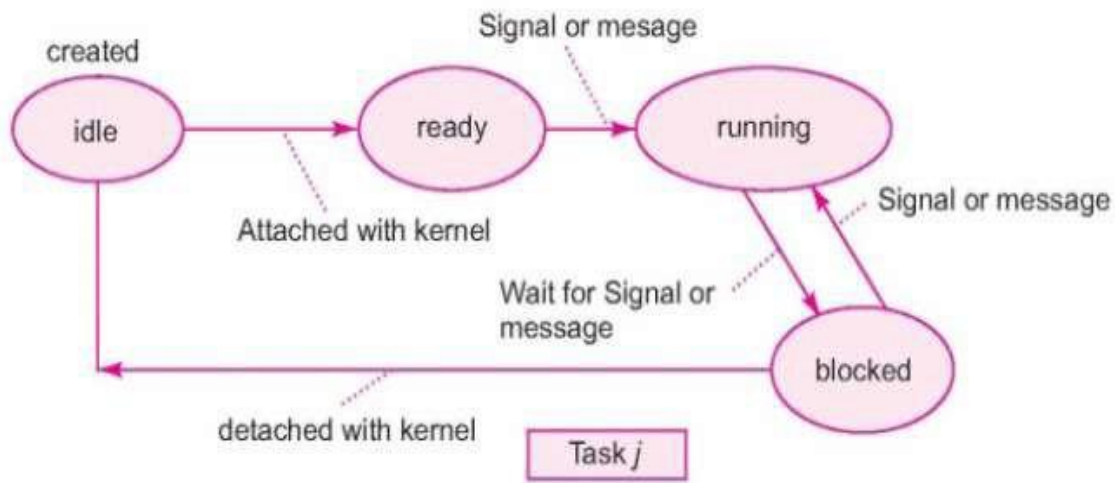 Signal or mesage
created
idle
ready
running
Signal or message
Attached with kernel
Wait for Signal or
message
blocked
detached with kernel
Task j